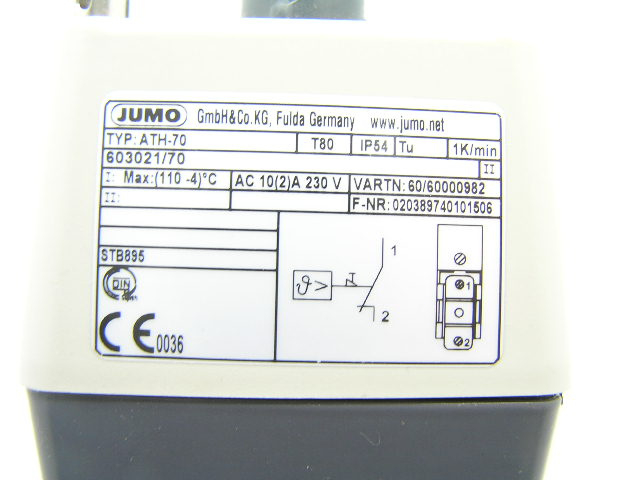 JUMO GmbH&Co.KG, Fulda Germany www.jumo.net
TYP: ATH-70 T80 IP54 Tu 1K/min
603021/70 II
I: Max:(110 -4)°C AC 10(2)A 230 V VARTN: 60/60000982
II: F-NR: 020389740101506
STB895
DIN
1
ϑ>
2
1
2
CE 0036